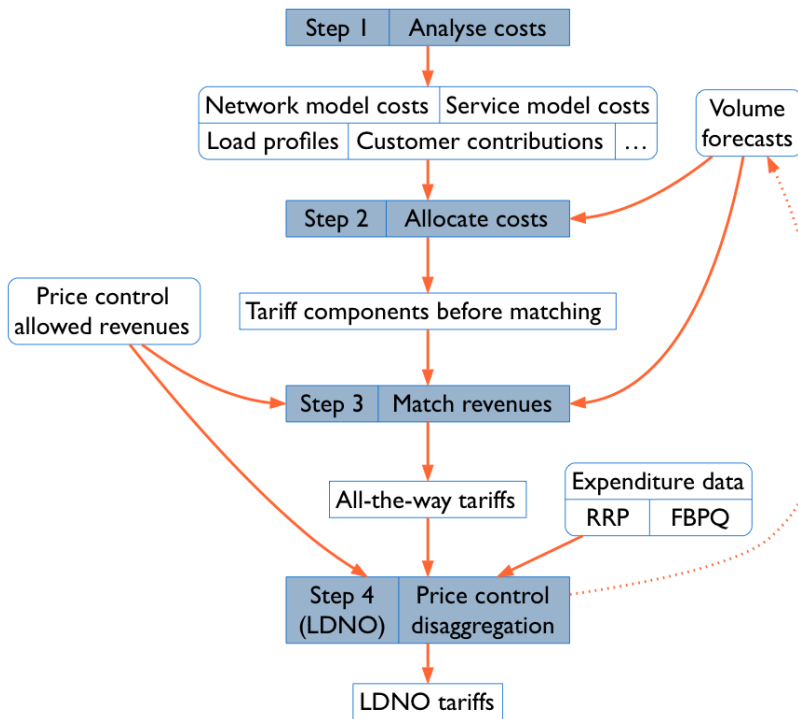 Step 1 Analyse costs
Network model costs Service model costs
Load profiles Customer contributions …
Volume
forecasts
Step 2 Allocate costs
Price control
allowed revenues
Tariff components before matching
Step 3 Match revenues
All-the-way tariffs
Expenditure data
RRP FBPQ
Step 4
(LDNO)
Price control
disaggregation
LDNO tariffs